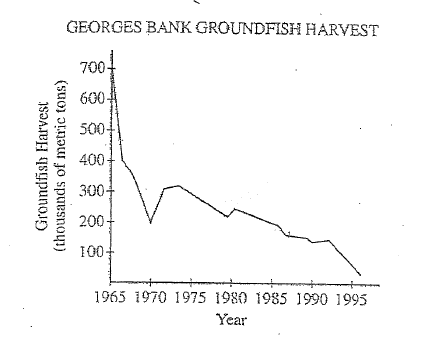 GEORGES BANK GROUNDFISH HARVEST
Groundfish Harvest
(thousands of metric tons)
700
600
500
400
300
200
100
1965 1970 1975 1980 1985 1990 1995
Year